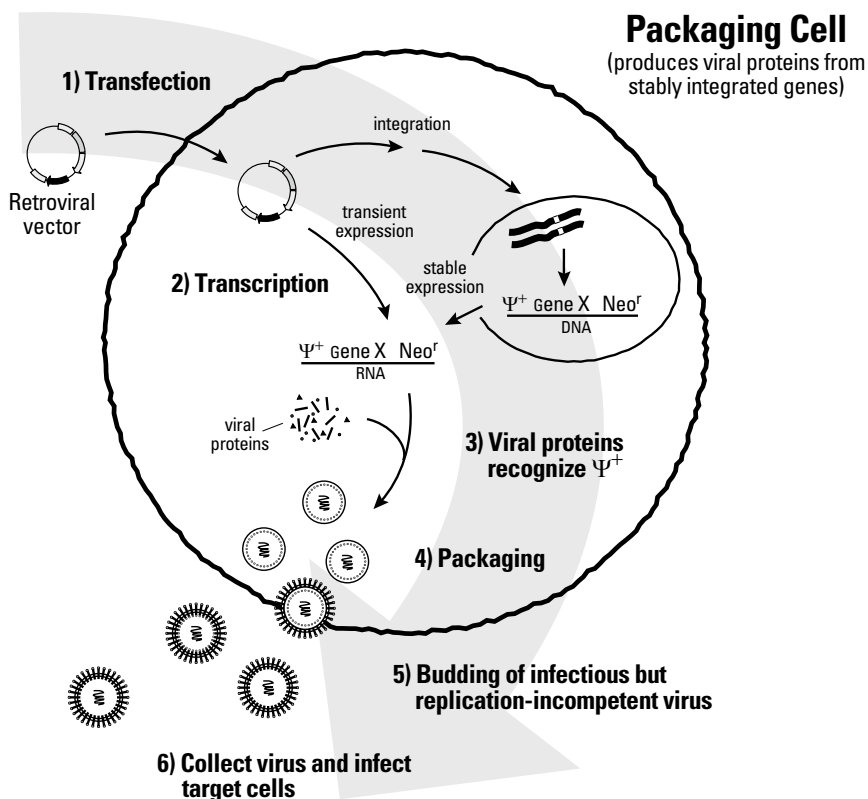 Packaging Cell
(produces viral proteins from
stably integrated genes)
1) Transfection
integration
Retroviral
vector
transient
expression
2) Transcription
stable
expression
Ψ+ Gene X Neor
DNA
Ψ+ Gene X Neor
RNA
viral
proteins
3) Viral proteins
recognize Ψ+
4) Packaging
5) Budding of infectious but
replication-incompetent virus
6) Collect virus and infect
target cells